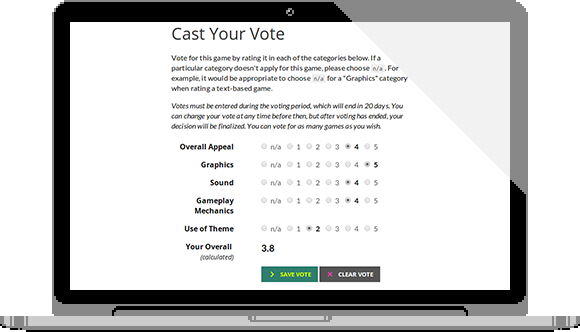 Cast Your Vote
Vote for this game by rating it in each of the categories below. If a
particular category doesn't apply for this game, please choose n/a. For
example, it would be appropriate to choose n/a for a "Graphics" category
when rating a text-based game.
Votes must be entered during the voting period, which will end in 20 days. You
can change your vote at any time before then, but after voting has ended, your
decision will be finalized. You can vote for as many games as you wish.
Overall Appeal n/a 1 2 3 4 5
Graphics n/a 1 2 3 4 5
Sound n/a 1 2 3 4 5
Gameplay n/a 1 2 3 4 5
Mechanics
Use of Theme n/a 1 2 3 4 5
Your Overall 3.8
(calculated)
SAVE VOTE CLEAR VOTE